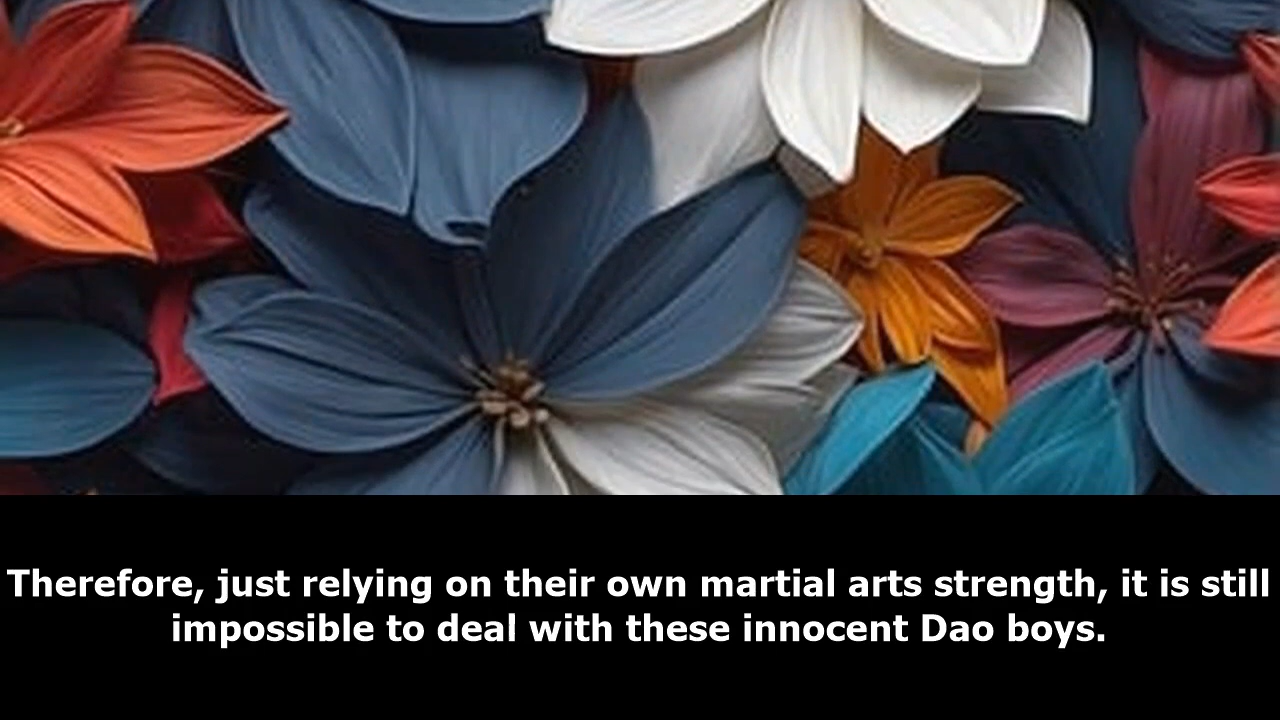 Therefore, just relying on their own martial arts strength, it is still
impossible to deal with these innocent Dao boys.